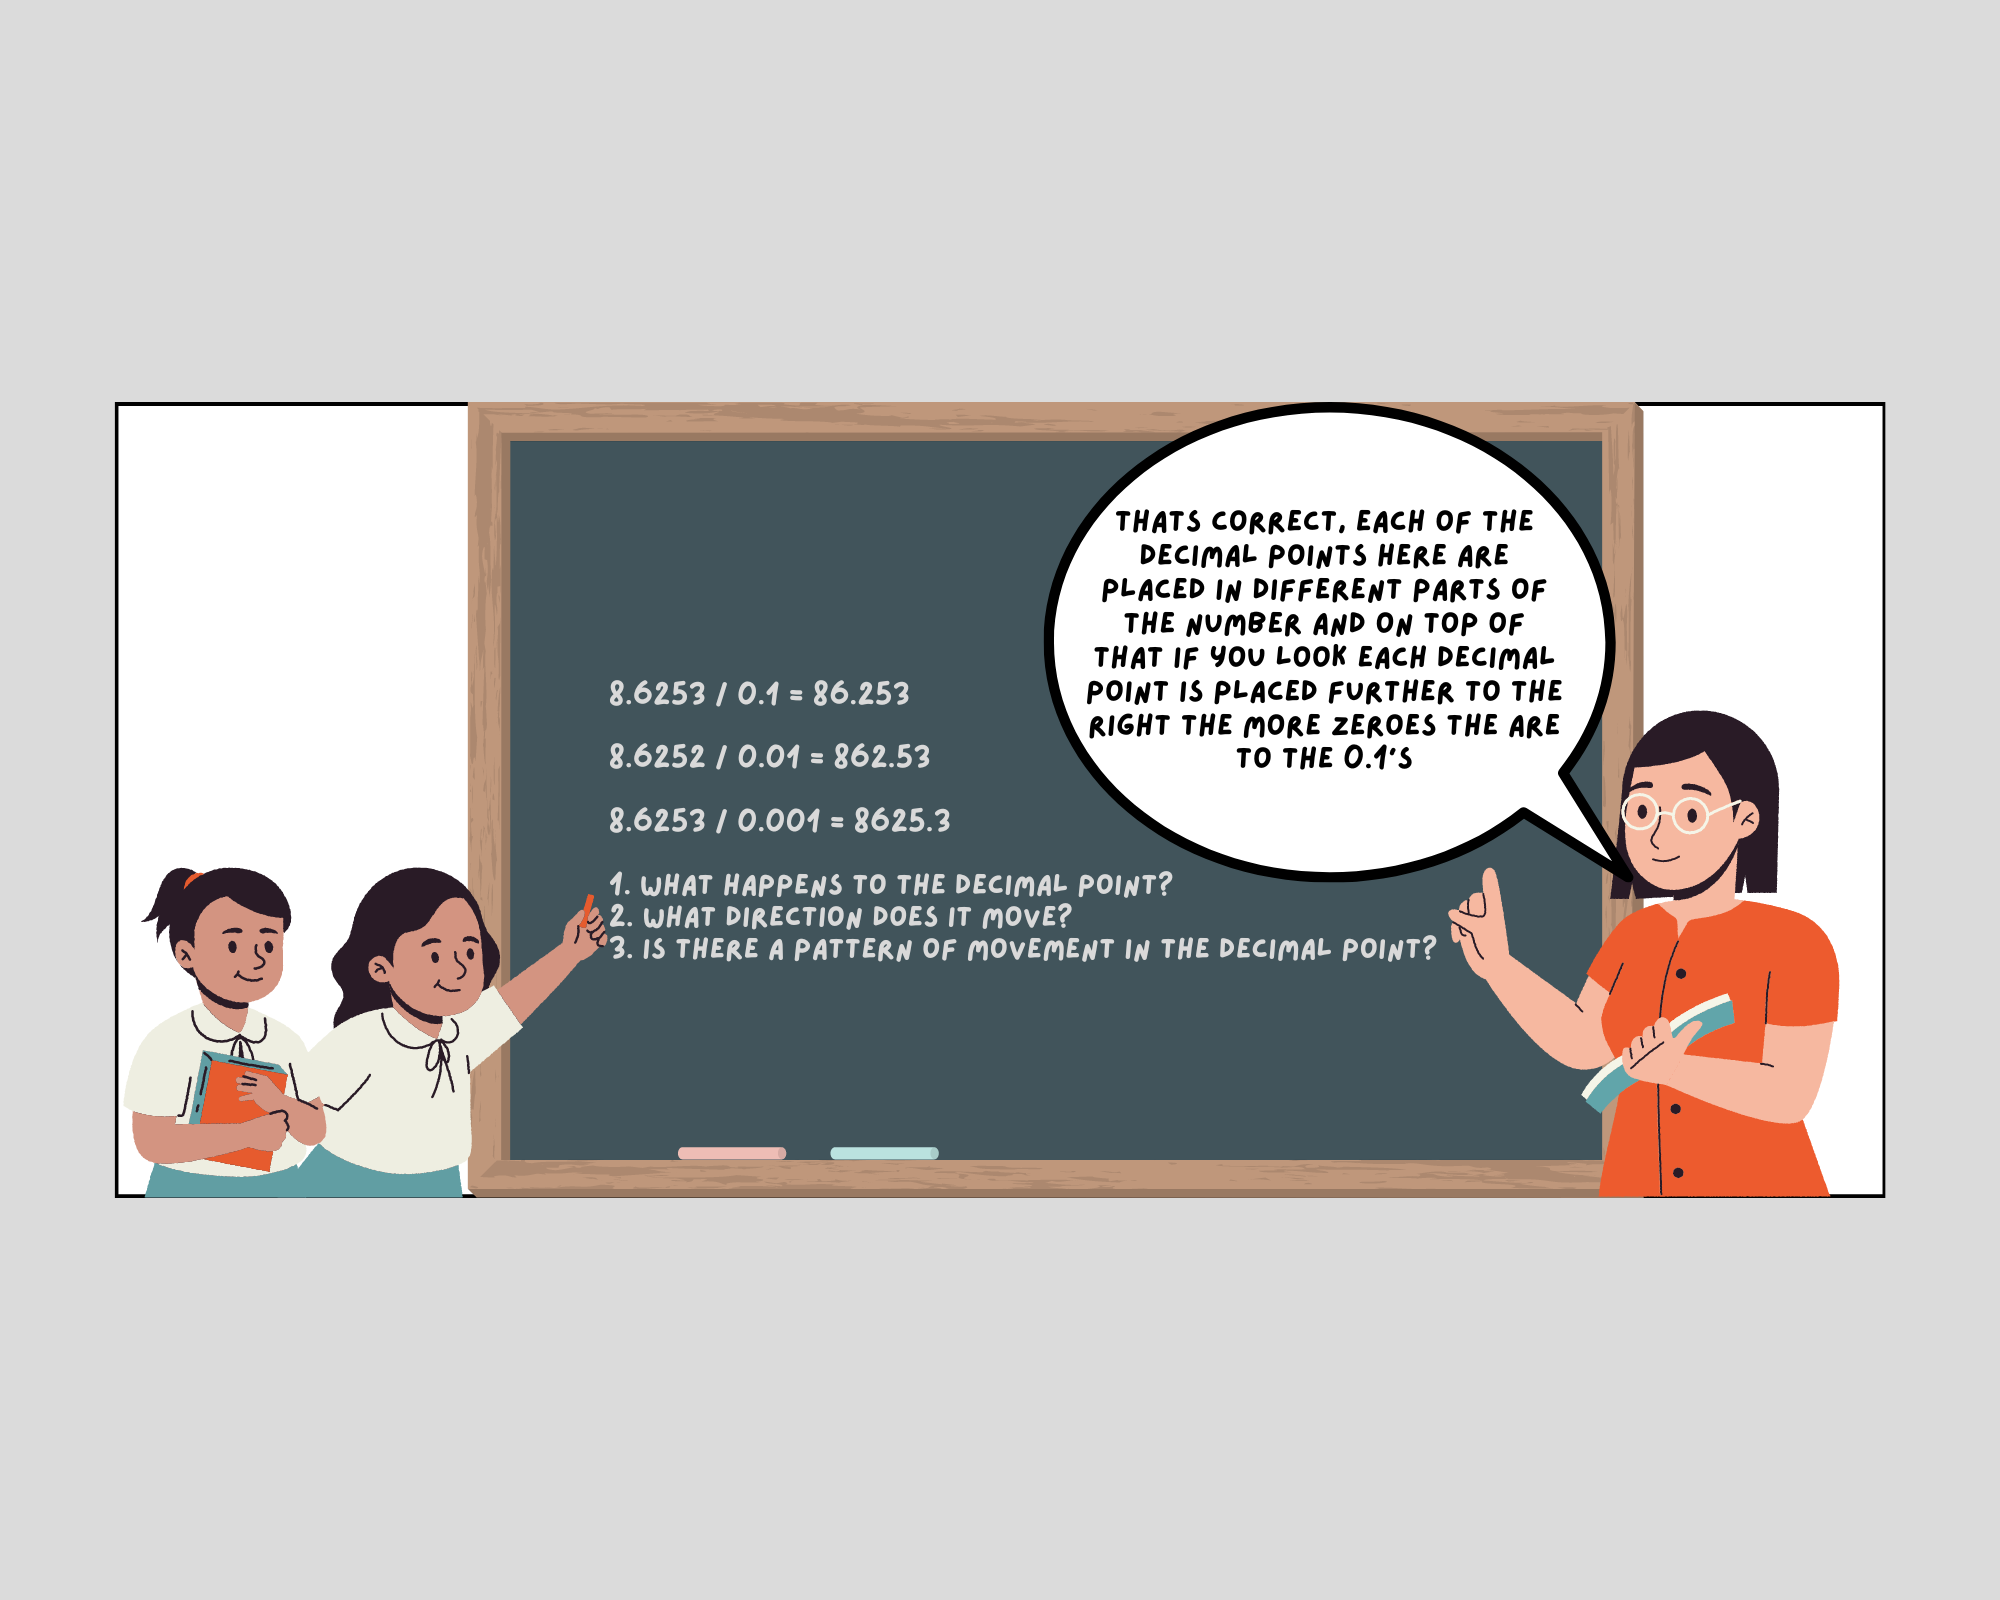 THATS CORRECT, EACH OF THE
DECIMAL POINTS HERE ARE
PLACED IN DIFFERENT PARTS OF
THE NUMBER AND ON TOP OF
THAT IF YOU LOOK EACH DECIMAL
POINT IS PLACED FURTHER TO THE
RIGHT THE MORE ZEROES THE ARE
TO THE 0.1'S
8.6253 / 0.1 = 86.253
8.6252 / 0.01 = 862.53
8.6253 / 0.001 = 8625.3
1. WHAT HAPPENS TO THE DECIMAL POINT?
2. WHAT DIRECTION DOES IT MOVE?
3. IS THERE A PATTERN OF MOVEMENT IN THE DECIMAL POINT?